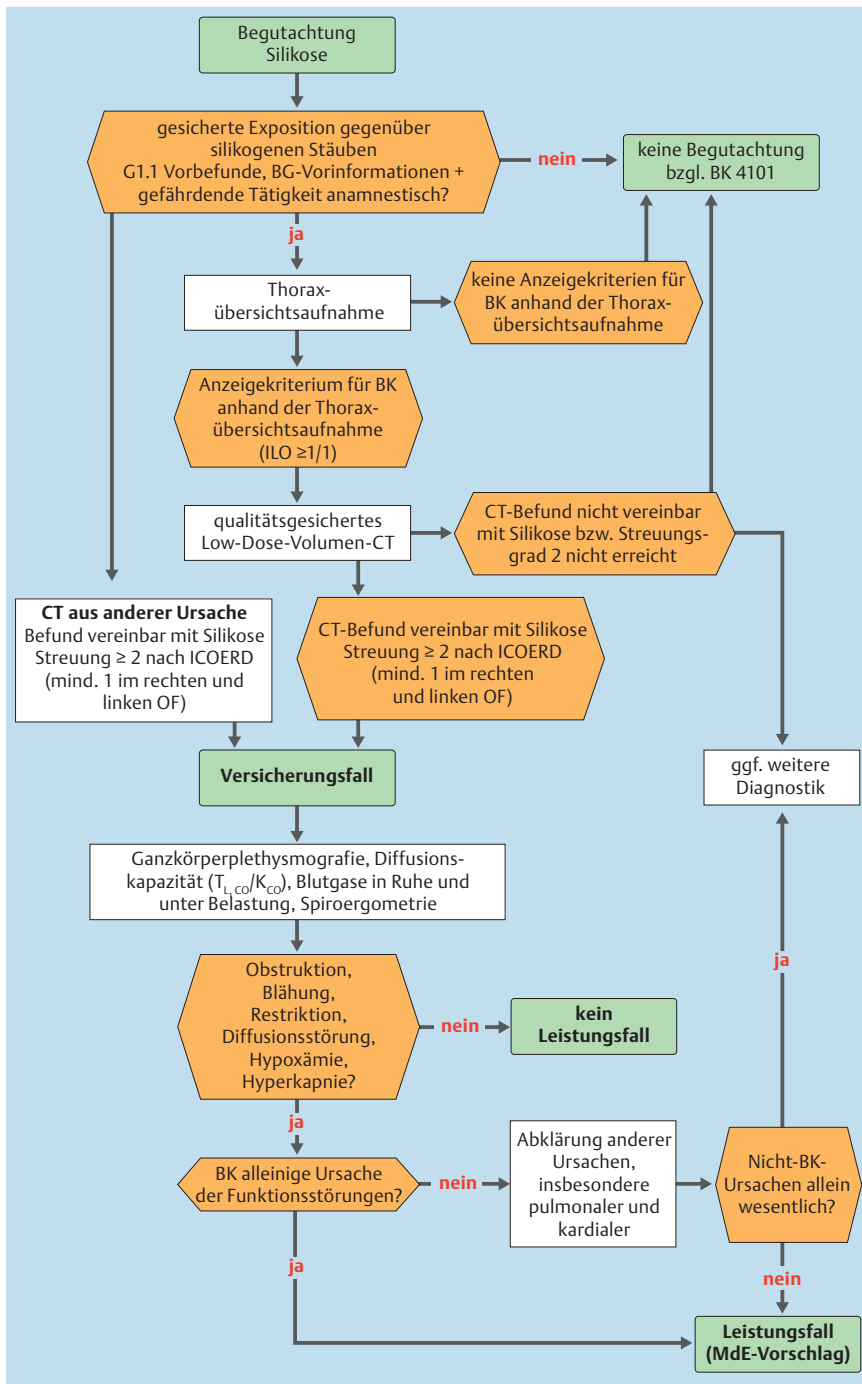 Begutachtung
Silikose
gesicherte Exposition gegenüber
silikogenen Stäuben
G1.1 Vorbefunde, BG-Vorinformationen +
gefährdende Tätigkeit anamnestisch?
nein
keine Begutachtung
bzgl. BK 4101
ja
Thorax-
übersichtsaufnahme
keine Anzeigekriterien für
BK anhand der Thorax-
übersichtsaufnahme
Anzeigekriterium für BK
anhand der Thorax-
übersichtsaufnahme
(ILO ≥1/1)
qualitätsgesichertes
Low-Dose-Volumen-CT
CT-Befund nicht vereinbar
mit Silikose bzw. Streuungs-
grad 2 nicht erreicht
CT aus anderer Ursache
Befund vereinbar mit Silikose
Streuung ≥ 2 nach ICOERD
(mind. 1 im rechten und
linken OF)
CT-Befund vereinbar mit Silikose
Streuung ≥ 2 nach ICOERD
(mind. 1 im rechten
und linken OF)
Versicherungsfall
ggf. weitere
Diagnostik
Ganzkörperplethysmografie, Diffusions-
kapazität (TL,CO/KCO), Blutgase in Ruhe und
unter Belastung, Spiroergometrie
Obstruktion,
Blähung,
Restriktion,
Diffusionsstörung,
Hypoxämie,
Hyperkapnie?
nein
kein
Leistungsfall
ja
ja
BK alleinige Ursache
der Funktionsstörungen?
nein
Abklärung anderer
Ursachen,
insbesondere
pulmonaler und
kardialer
Nicht-BK-
Ursachen allein
wesentlich?
ja
nein
Leistungsfall
(MdE-Vorschlag)